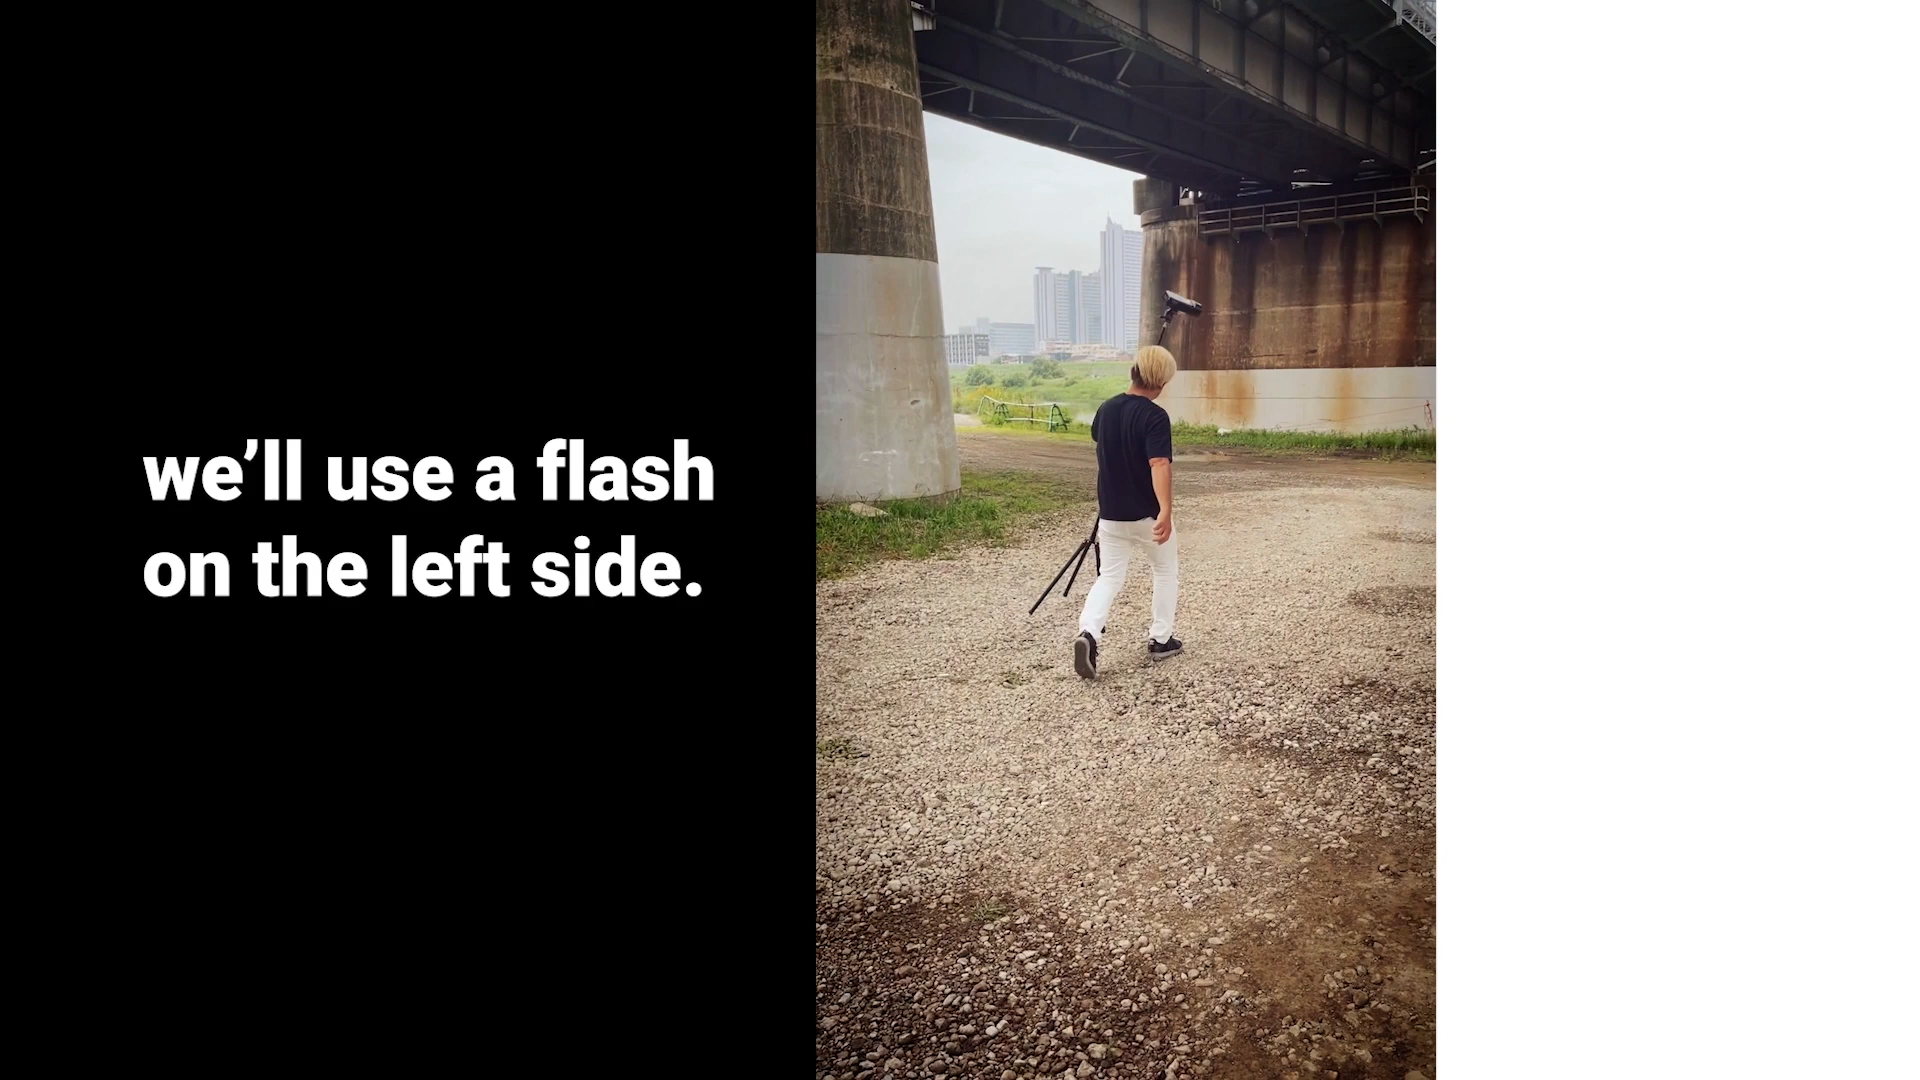 we’ll use a flash
on the left side.